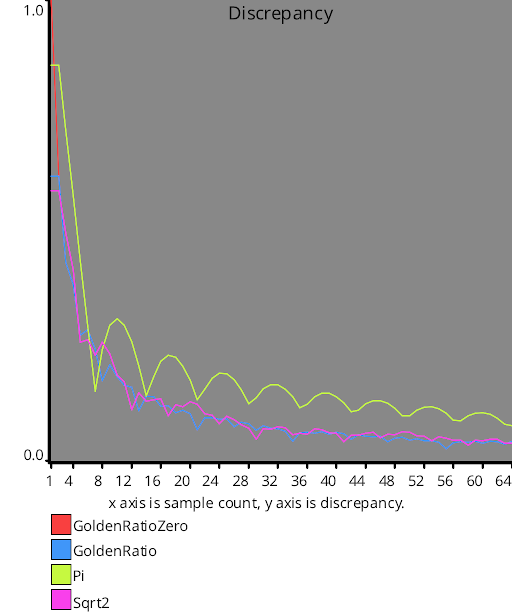 Discrepancy
1.0
0.0
1 4 8 12 16 20 24 28 32 36 40 44 48 52 56 60 64
x axis is sample count, y axis is discrepancy.
GoldenRatioZero
GoldenRatio
Pi
Sqrt2